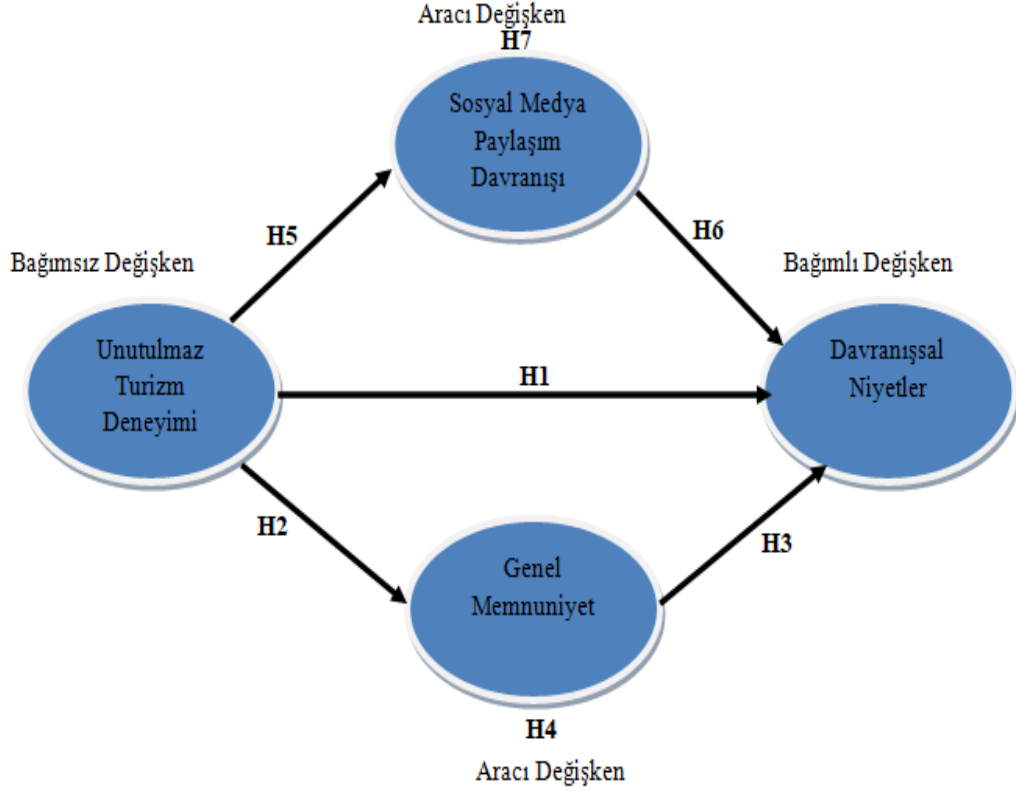 Aracı Değişken
H7
Sosyal Medya
Paylaşım
Davranışı
H5
H6
Bağımsız Değişken
Bağımlı Değişken
Unutulmaz
Turizm
Deneyimi
H1
Davranışsal
Niyetler
H2
H3
Genel
Memnuniyet
H4
Aracı Değişken